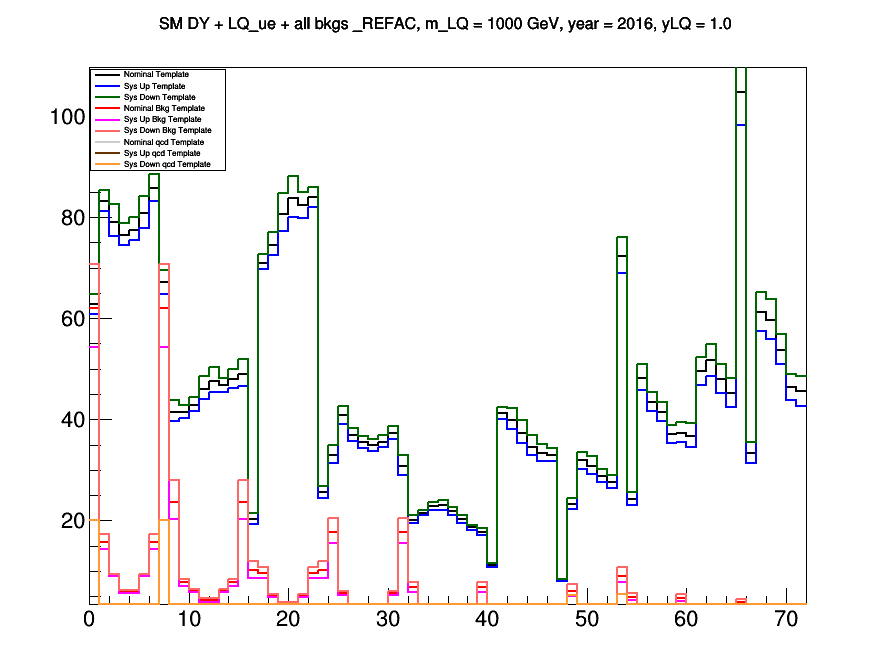 SM DY + LQ_ue + all bkgs _REFAC, m_LQ = 1000 GeV, year = 2016, yLQ = 1.0
Nominal Template
Sys Up Template
Sys Down Template
Nominal Bkg Template
Sys Up Bkg Template
Sys Down Bkg Template
Nominal qcd Template
Sys Up qcd Template
Sys Down qcd Template
100
80
60
40
20
0 10 20 30 40 50 60 70